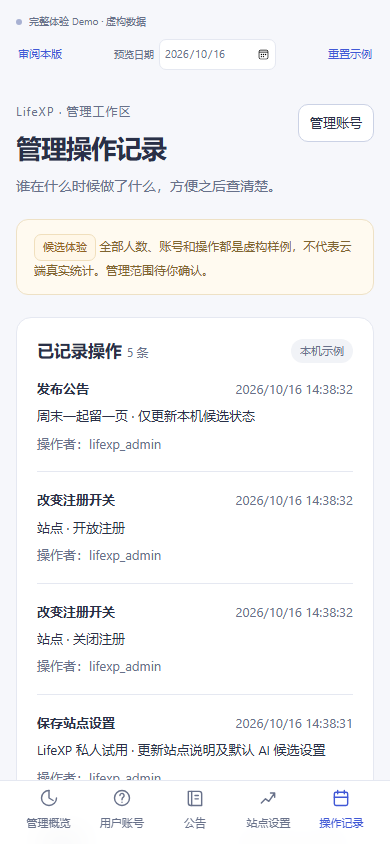 完整体验 Demo · 虚构数据
审阅本版 预览日期 2026/10/16 重置示例
LifeXP · 管理工作区
管理账号
管理操作记录
谁在什么时候做了什么，方便之后查清楚。
候选体验 全部人数、账号和操作都是虚构样例，不代表云
端真实统计。管理范围待你确认。
已记录操作 5 条 本机示例
发布公告 2026/10/16 14:38:32
周末一起留一页 · 仅更新本机候选状态
操作者：lifexp_admin
改变注册开关 2026/10/16 14:38:32
站点 · 开放注册
操作者：lifexp_admin
改变注册开关 2026/10/16 14:38:32
站点 · 关闭注册
操作者：lifexp_admin
保存站点设置 2026/10/16 14:38:31
LifeXP 私人试用 · 更新站点说明及默认 AI 候选设置
操作者：lifexp_admin
管理概览 用户账号 公告 站点设置 操作记录